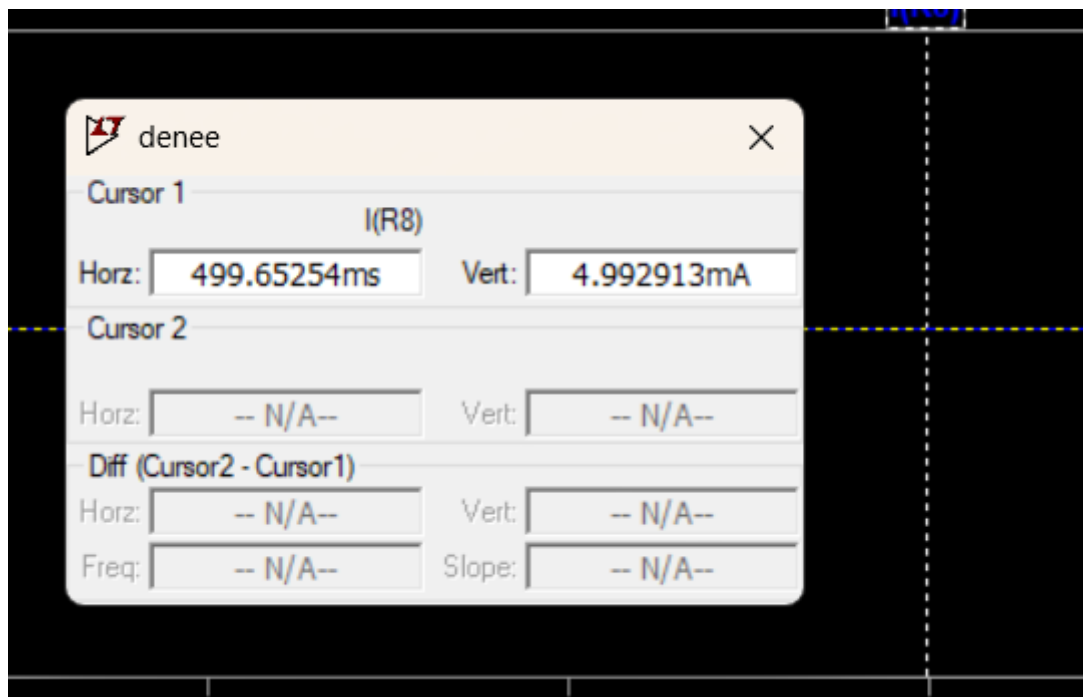 I(R8)
denee
Cursor 1
I(R8)
Horz: 499.65254ms Vert: 4.992913mA
Cursor 2
Horz: -- N/A-- Vert: -- N/A--
Diff (Cursor2 - Cursor1)
Horz: -- N/A-- Vert: -- N/A--
Freq: -- N/A-- Slope: -- N/A--